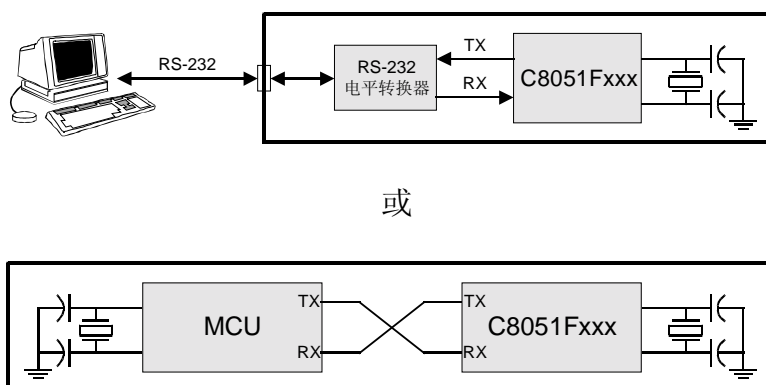 RS-232
RS-232
电平转换器
TX
RX
C8051Fxxx
或
MCU
TX
RX
TX
RX
C8051Fxxx